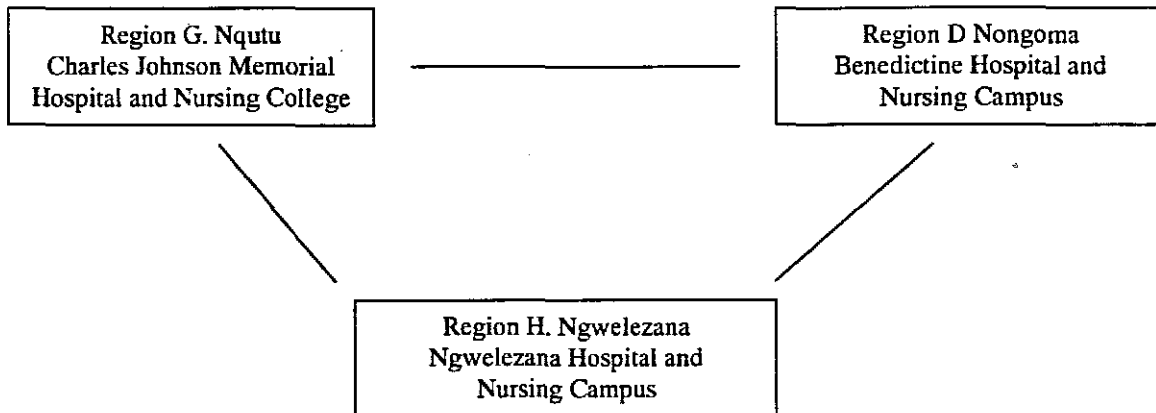 Region G. Nqutu
Charles Johnson Memorial
Hospital and Nursing College
Region D Nongoma
Benedictine Hospital and
Nursing Campus
Region H. Ngwelezana
Ngwelezana Hospital and
Nursing Campus